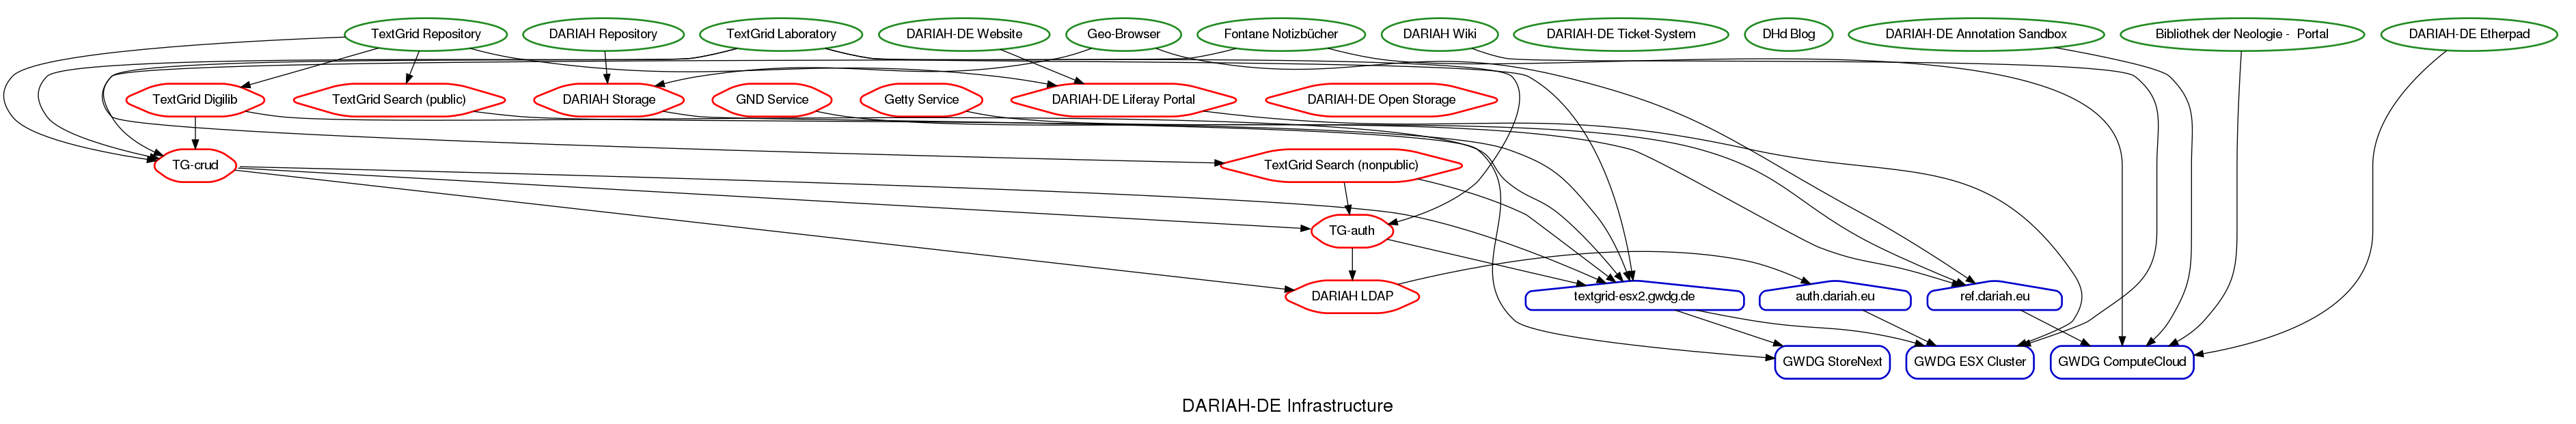 TextGrid Repository
DARIAH Repository
TextGrid Laboratory
DARIAH-DE Website
Geo-Browser
Fontane Notizbücher
DARIAH Wiki
DARIAH-DE Ticket-System
DHd Blog
DARIAH-DE Annotation Sandbox
Bibliothek der Neologie - Portal
DARIAH-DE Etherpad
TextGrid Digilib
TextGrid Search (public)
DARIAH Storage
GND Service
Getty Service
DARIAH-DE Liferay Portal
DARIAH-DE Open Storage
TG-crud
TextGrid Search (nonpublic)
TG-auth
DARIAH LDAP
textgrid-esx2.gwdg.de
auth.dariah.eu
ref.dariah.eu
GWDG StoreNext
GWDG ESX Cluster
GWDG ComputeCloud
DARIAH-DE Infrastructure